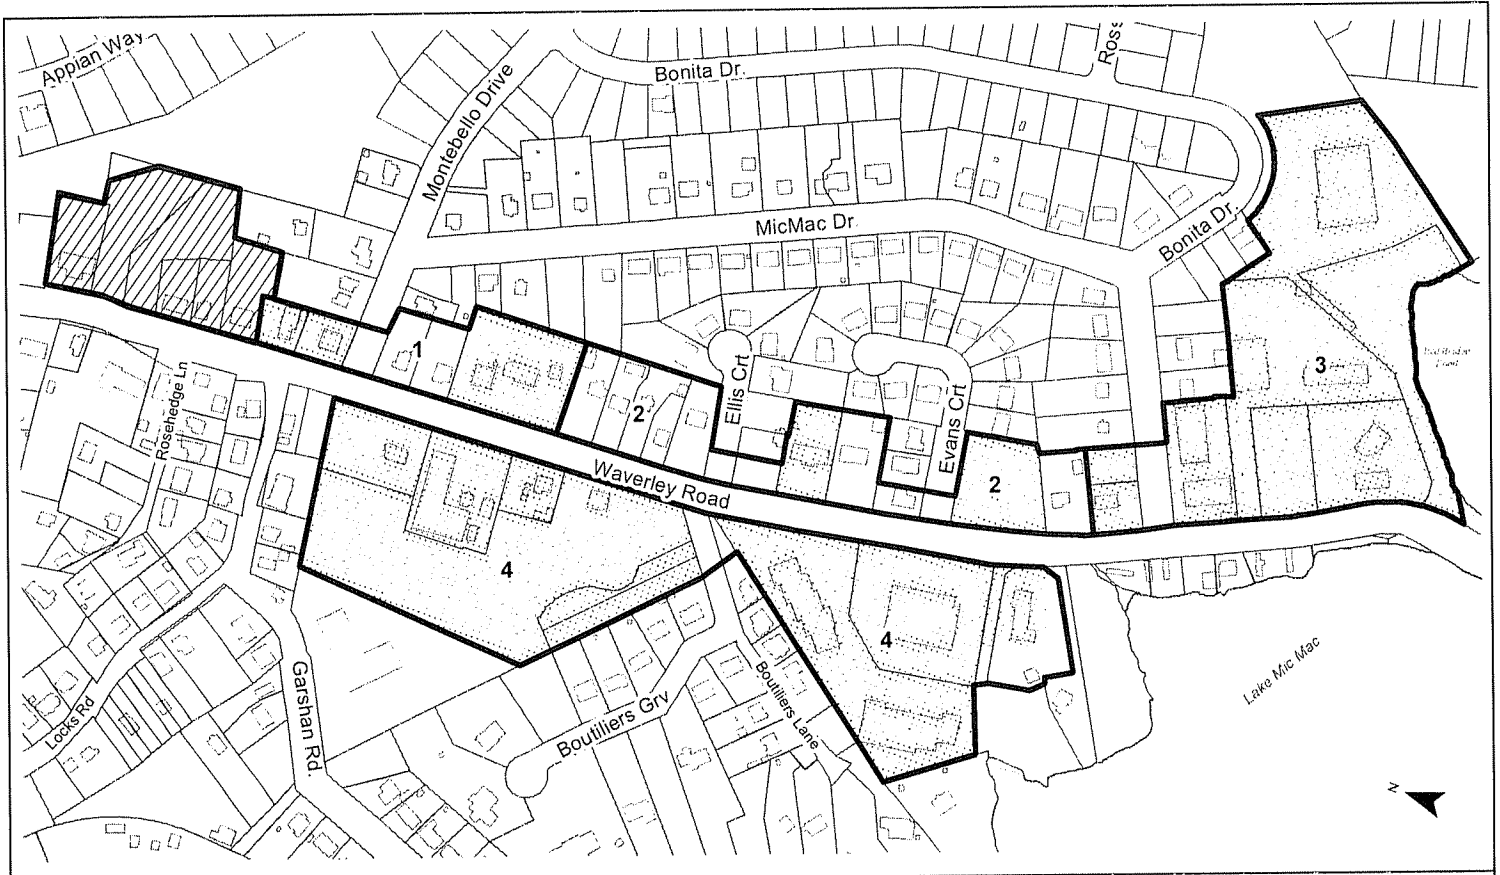 Appian Way
Montebello Drive
Bonita Dr.
Ross
MicMac Dr.
Bonita Dr.
1
2
Ellis Crt
Evans Crt
2
3
Rosehedge Ln
Waverley Road
4
4
Garshan Rd.
Locks Rd
Boutiliers Grv
Boutiliers Lane
Lake Mic Mac
N